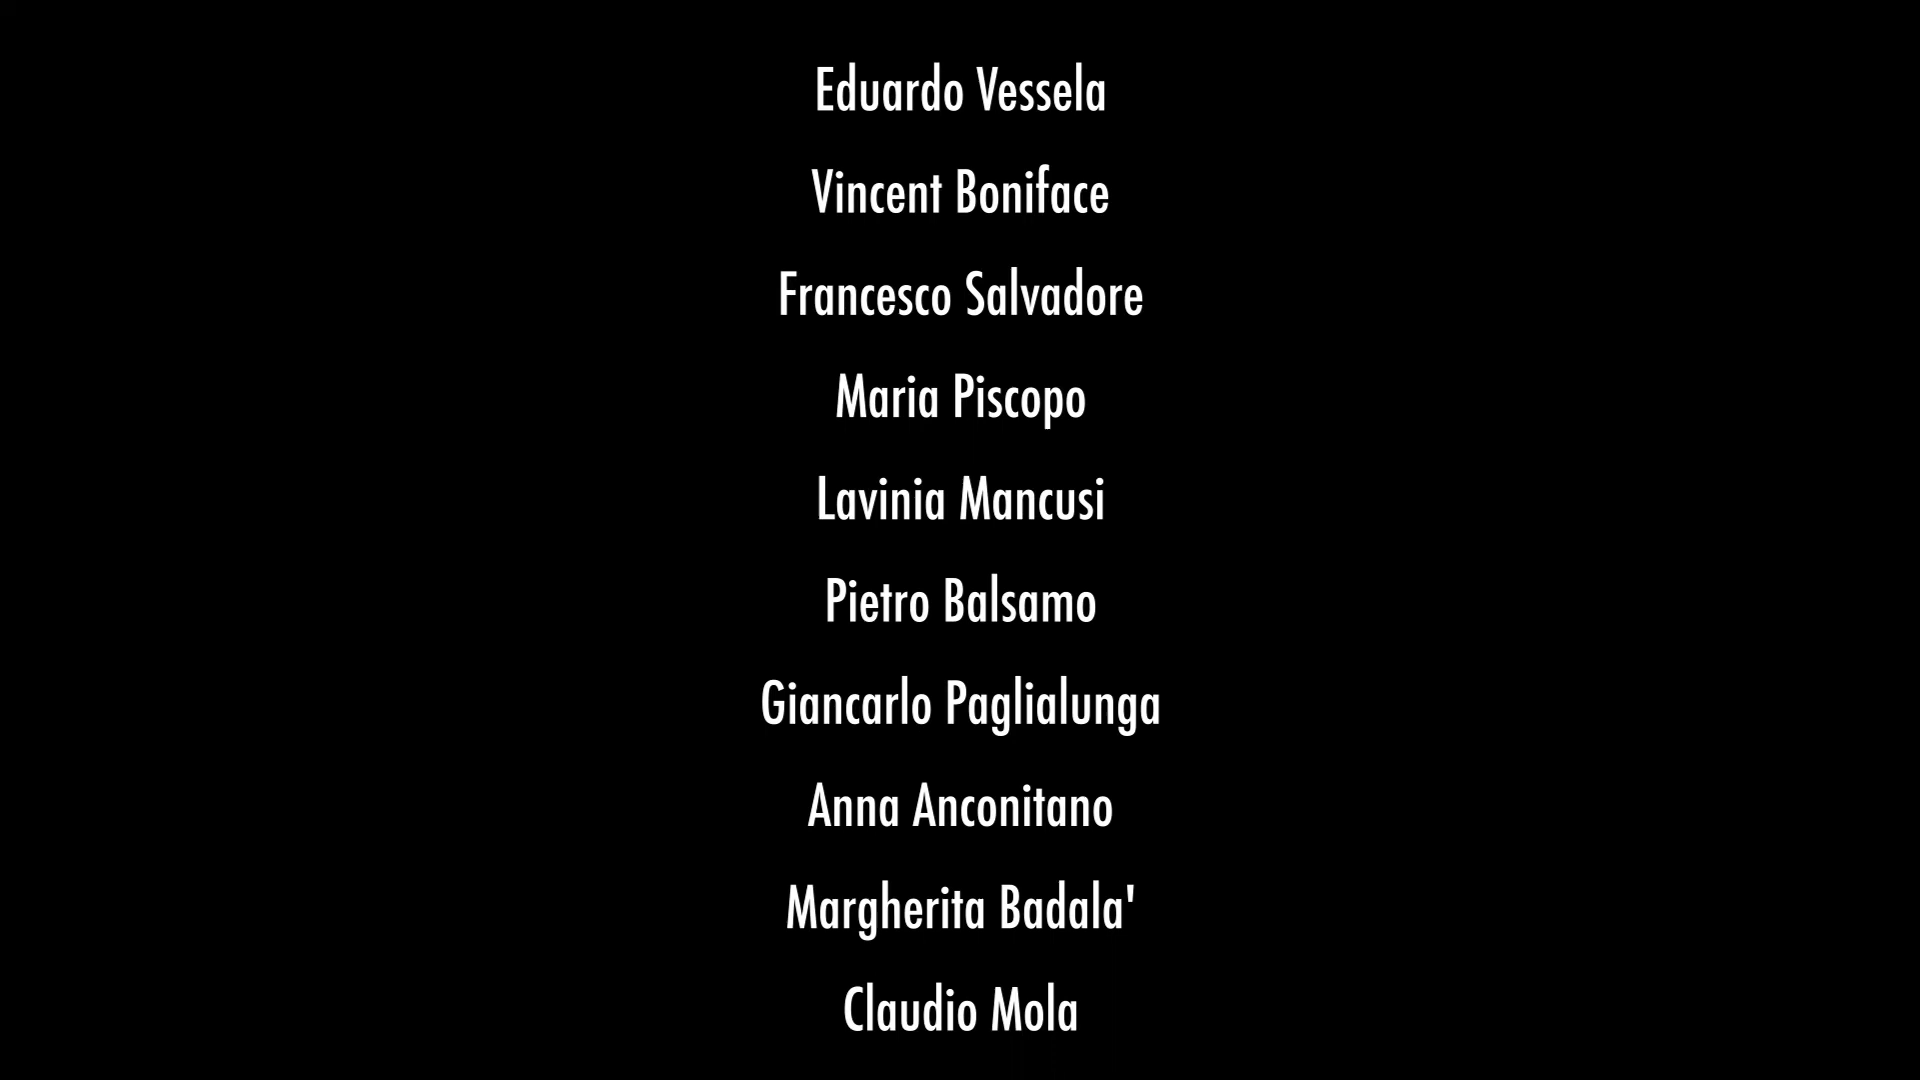 Eduardo Vessela
Vincent Boniface
Francesco Salvadore
Maria Piscopo
Lavinia Mancusi
Pietro Balsamo
Giancarlo Paglialunga
Anna Anconitano
Margherita Badala'
Claudio Mola